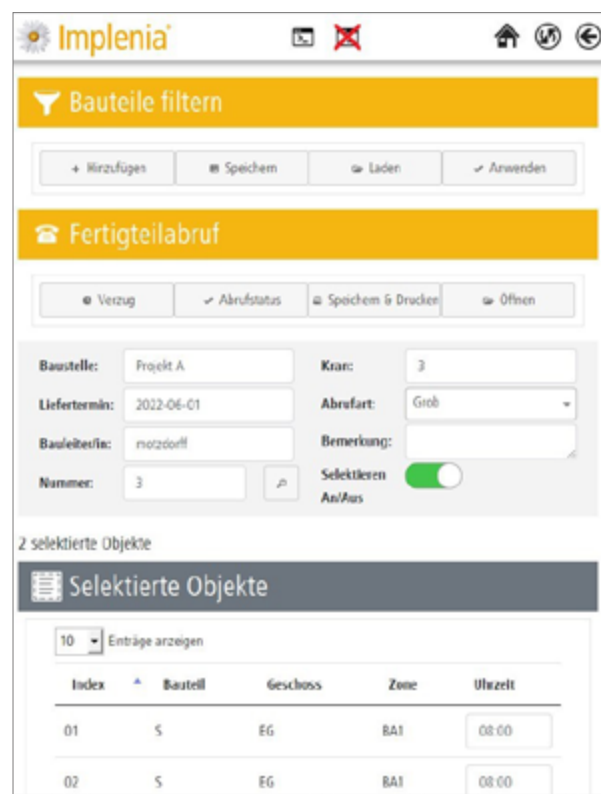 Implenia
Bauteile filtern
+ Hinzufügen Speichern Laden Anwenden
Fertigteilabruf
Verzug Abrufstatus Speichern & Drucken Öffnen
Baustelle: Projekt A Kran: 3
Liefertermin: 2022-06-01 Abrufart: Grob
Bauleiter/in: motzdorff Bemerkung:
Nummer: 3 Selektieren
An/Aus
2 selektierte Objekte
Selektierte Objekte
10 Einträge anzeigen
Index Bauteil Geschoss Zone Uhrzeit
01 S EG BA1 08:00
02 S EG BA1 08:00